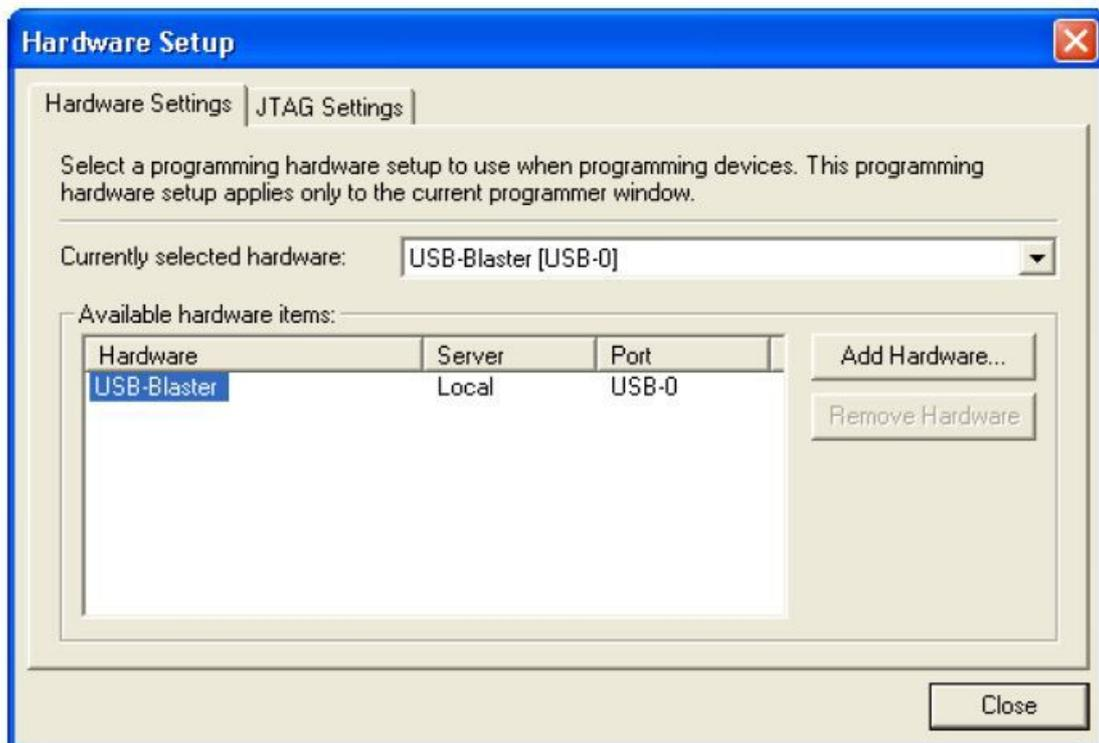 Hardware Setup
Hardware Settings JTAG Settings
Select a programming hardware setup to use when programming devices. This programming
hardware setup applies only to the current programmer window.
Currently selected hardware: USB-Blaster [USB-0]
Available hardware items:
Hardware Server Port
USB-Blaster Local USB-0
Add Hardware...
Remove Hardware
Close